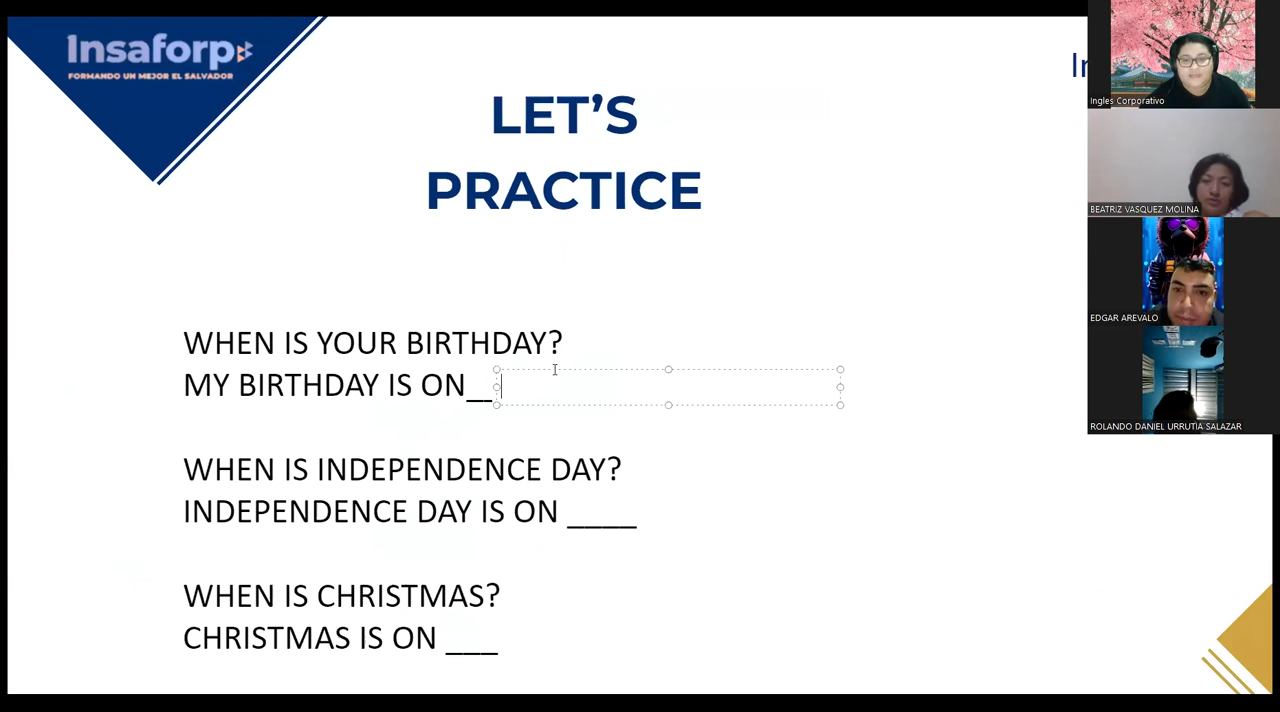 Insaforp
FORMANDO UN MEJOR EL SALVADOR
LET'S
PRACTICE
WHEN IS YOUR BIRTHDAY?
MY BIRTHDAY IS ON__
WHEN IS INDEPENDENCE DAY?
INDEPENDENCE DAY IS ON ____
WHEN IS CHRISTMAS?
CHRISTMAS IS ON ___
Ingles Corporativo
BEATRIZ VASQUEZ MOLINA
EDGAR AREVALO
ROLANDO DANIEL URRUTIA SALAZAR